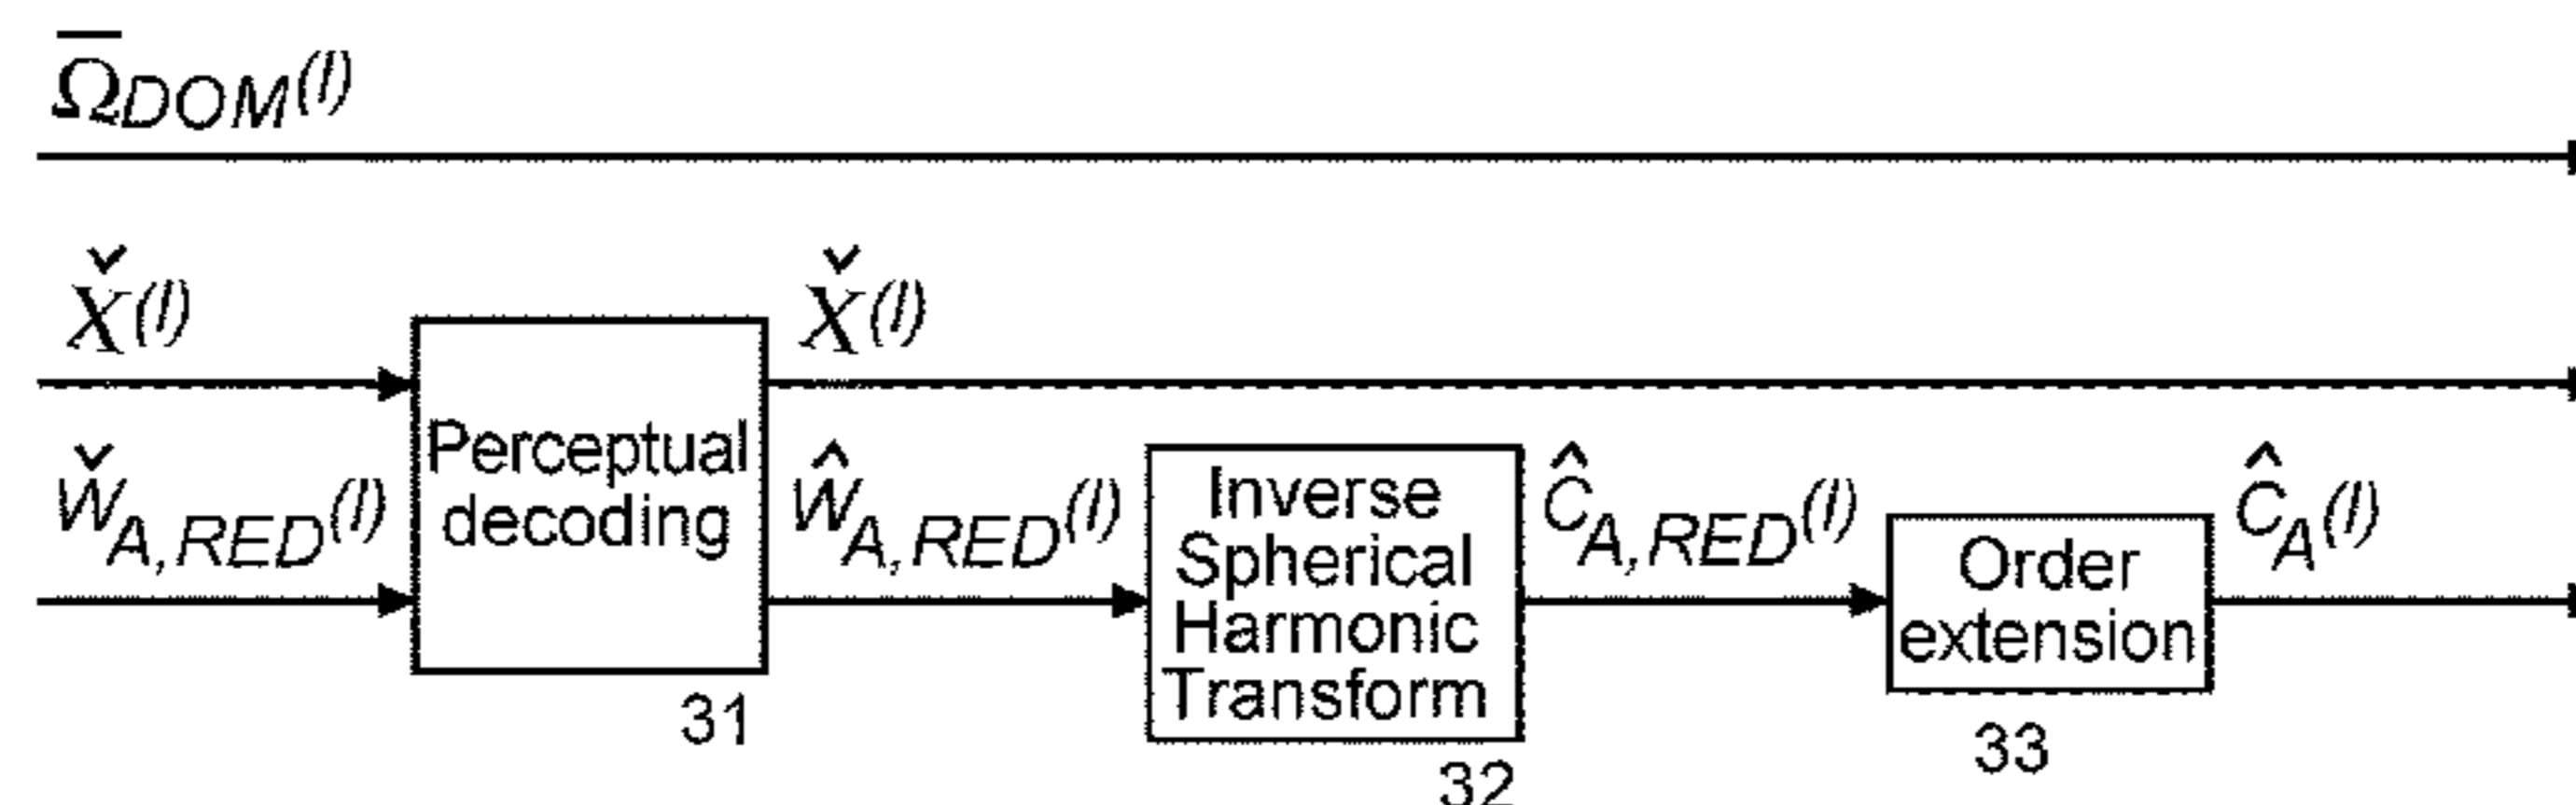 Ω̅DOM(l)
X̌(l)
X̌(l)
Perceptual
decoding
W̌A,RED(l)
ŴA,RED(l)
Inverse
Spherical
Harmonic
Transform
ĈA,RED(l)
Order
extension
ĈA(l)
31
32
33